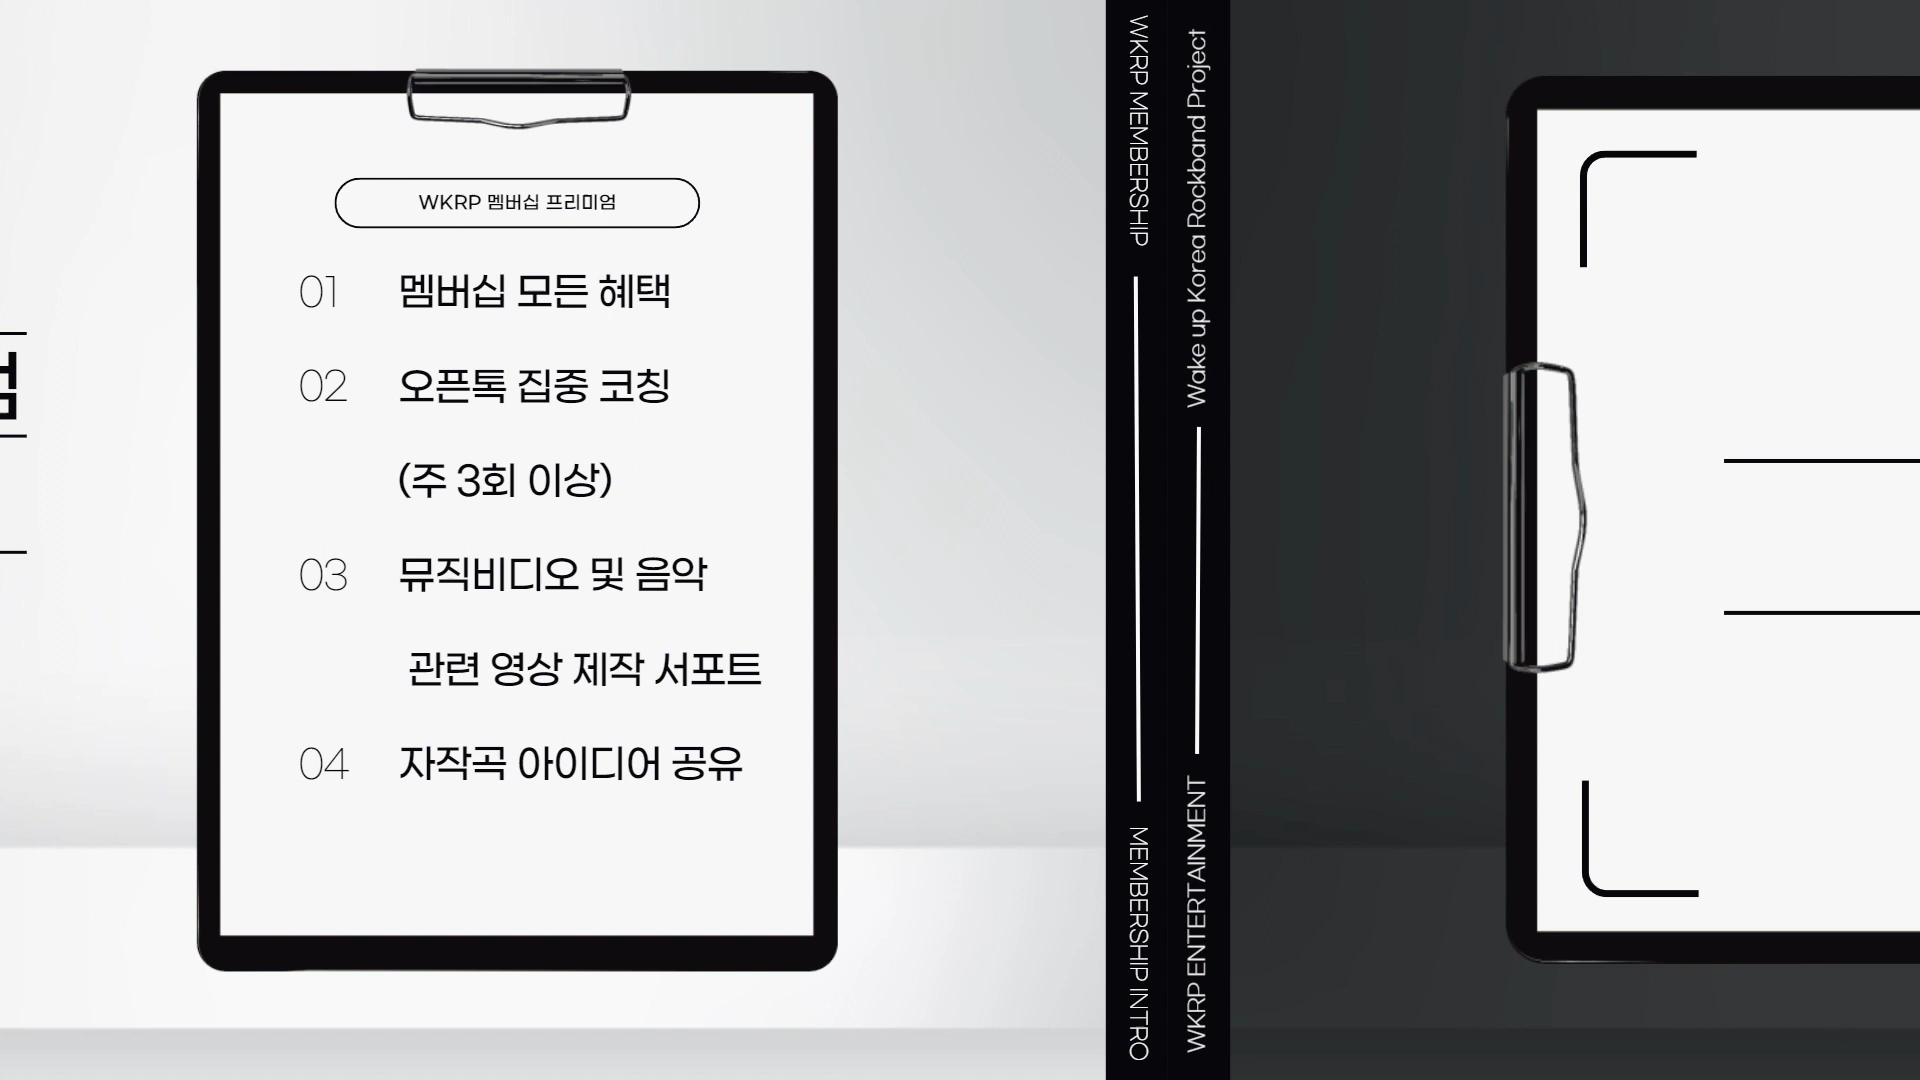 WKRP 멤버십 프리미엄
01 멤버십 모든 혜택
02 오픈톡 집중 코칭
(주 3회 이상)
03 뮤직비디오 및 음악
관련 영상 제작 서포트
04 자작곡 아이디어 공유
WKRP MEMBERSHIP
MEMBERSHIP INTRO
Wake up Korea Rockband Project
WKRP ENTERTAINMENT